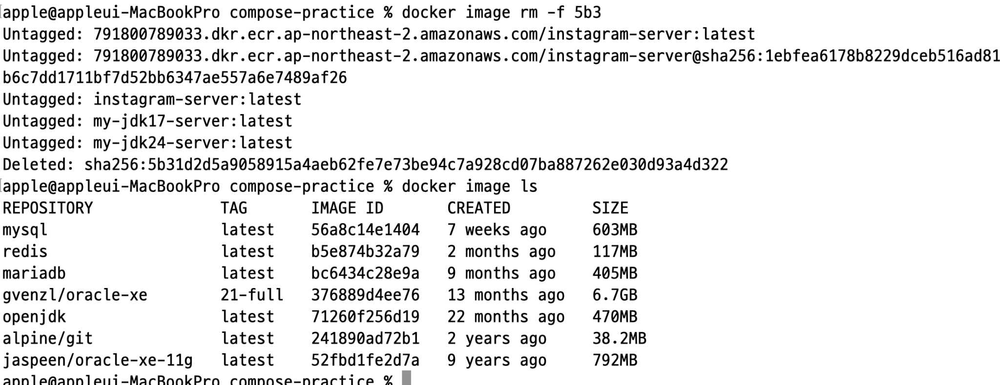 apple@appleui-MacBookPro compose-practice % docker image rm -f 5b3
Untagged: 791800789033.dkr.ecr.ap-northeast-2.amazonaws.com/instagram-server:latest
Untagged: 791800789033.dkr.ecr.ap-northeast-2.amazonaws.com/instagram-server@sha256:1ebfea6178b8229dceb516ad81
b6c7dd1711bf7d52bb6347ae557a6e7489af26
Untagged: instagram-server:latest
Untagged: my-jdk17-server:latest
Untagged: my-jdk24-server:latest
Deleted: sha256:5b31d2d5a9058915a4aeb62fe7e73be94c7a928cd07ba887262e030d93a4d322
apple@appleui-MacBookPro compose-practice % docker image ls
REPOSITORY TAG IMAGE ID CREATED SIZE
mysql latest 56a8c14e1404 7 weeks ago 603MB
redis latest b5e874b32a79 2 months ago 117MB
mariadb latest bc6434c28e9a 9 months ago 405MB
gvenzl/oracle-xe 21-full 376889d4ee76 13 months ago 6.7GB
openjdk latest 71260f256d19 22 months ago 470MB
alpine/git latest 241890ad72b1 2 years ago 38.2MB
jaspeen/oracle-xe-11g latest 52fbd1fe2d7a 9 years ago 792MB
apple@appleui-MacBookPro compose-practice %